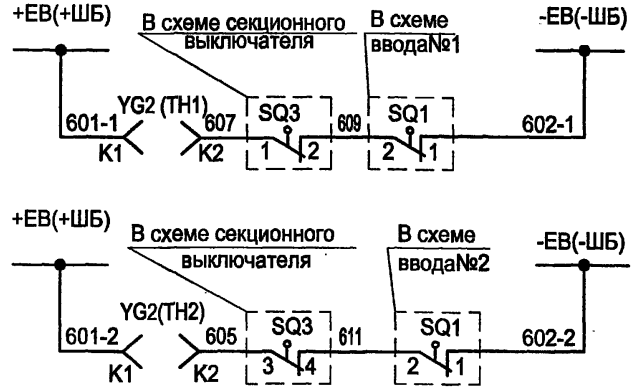 +ЕВ(+ШБ)
В схеме секционного
выключателя
В схеме
ввода№1
-ЕВ(-ШБ)
601-1
YG2 (ТН1)
607
SQ3
609
SQ1
602-1
К1
К2
1
2
2
1
+ЕВ(+ШБ)
В схеме секционного
выключателя
В схеме
ввода№2
-ЕВ(-ШБ)
601-2
YG2(ТН2)
605
SQ3
611
SQ1
602-2
К1
К2
3
4
2
1